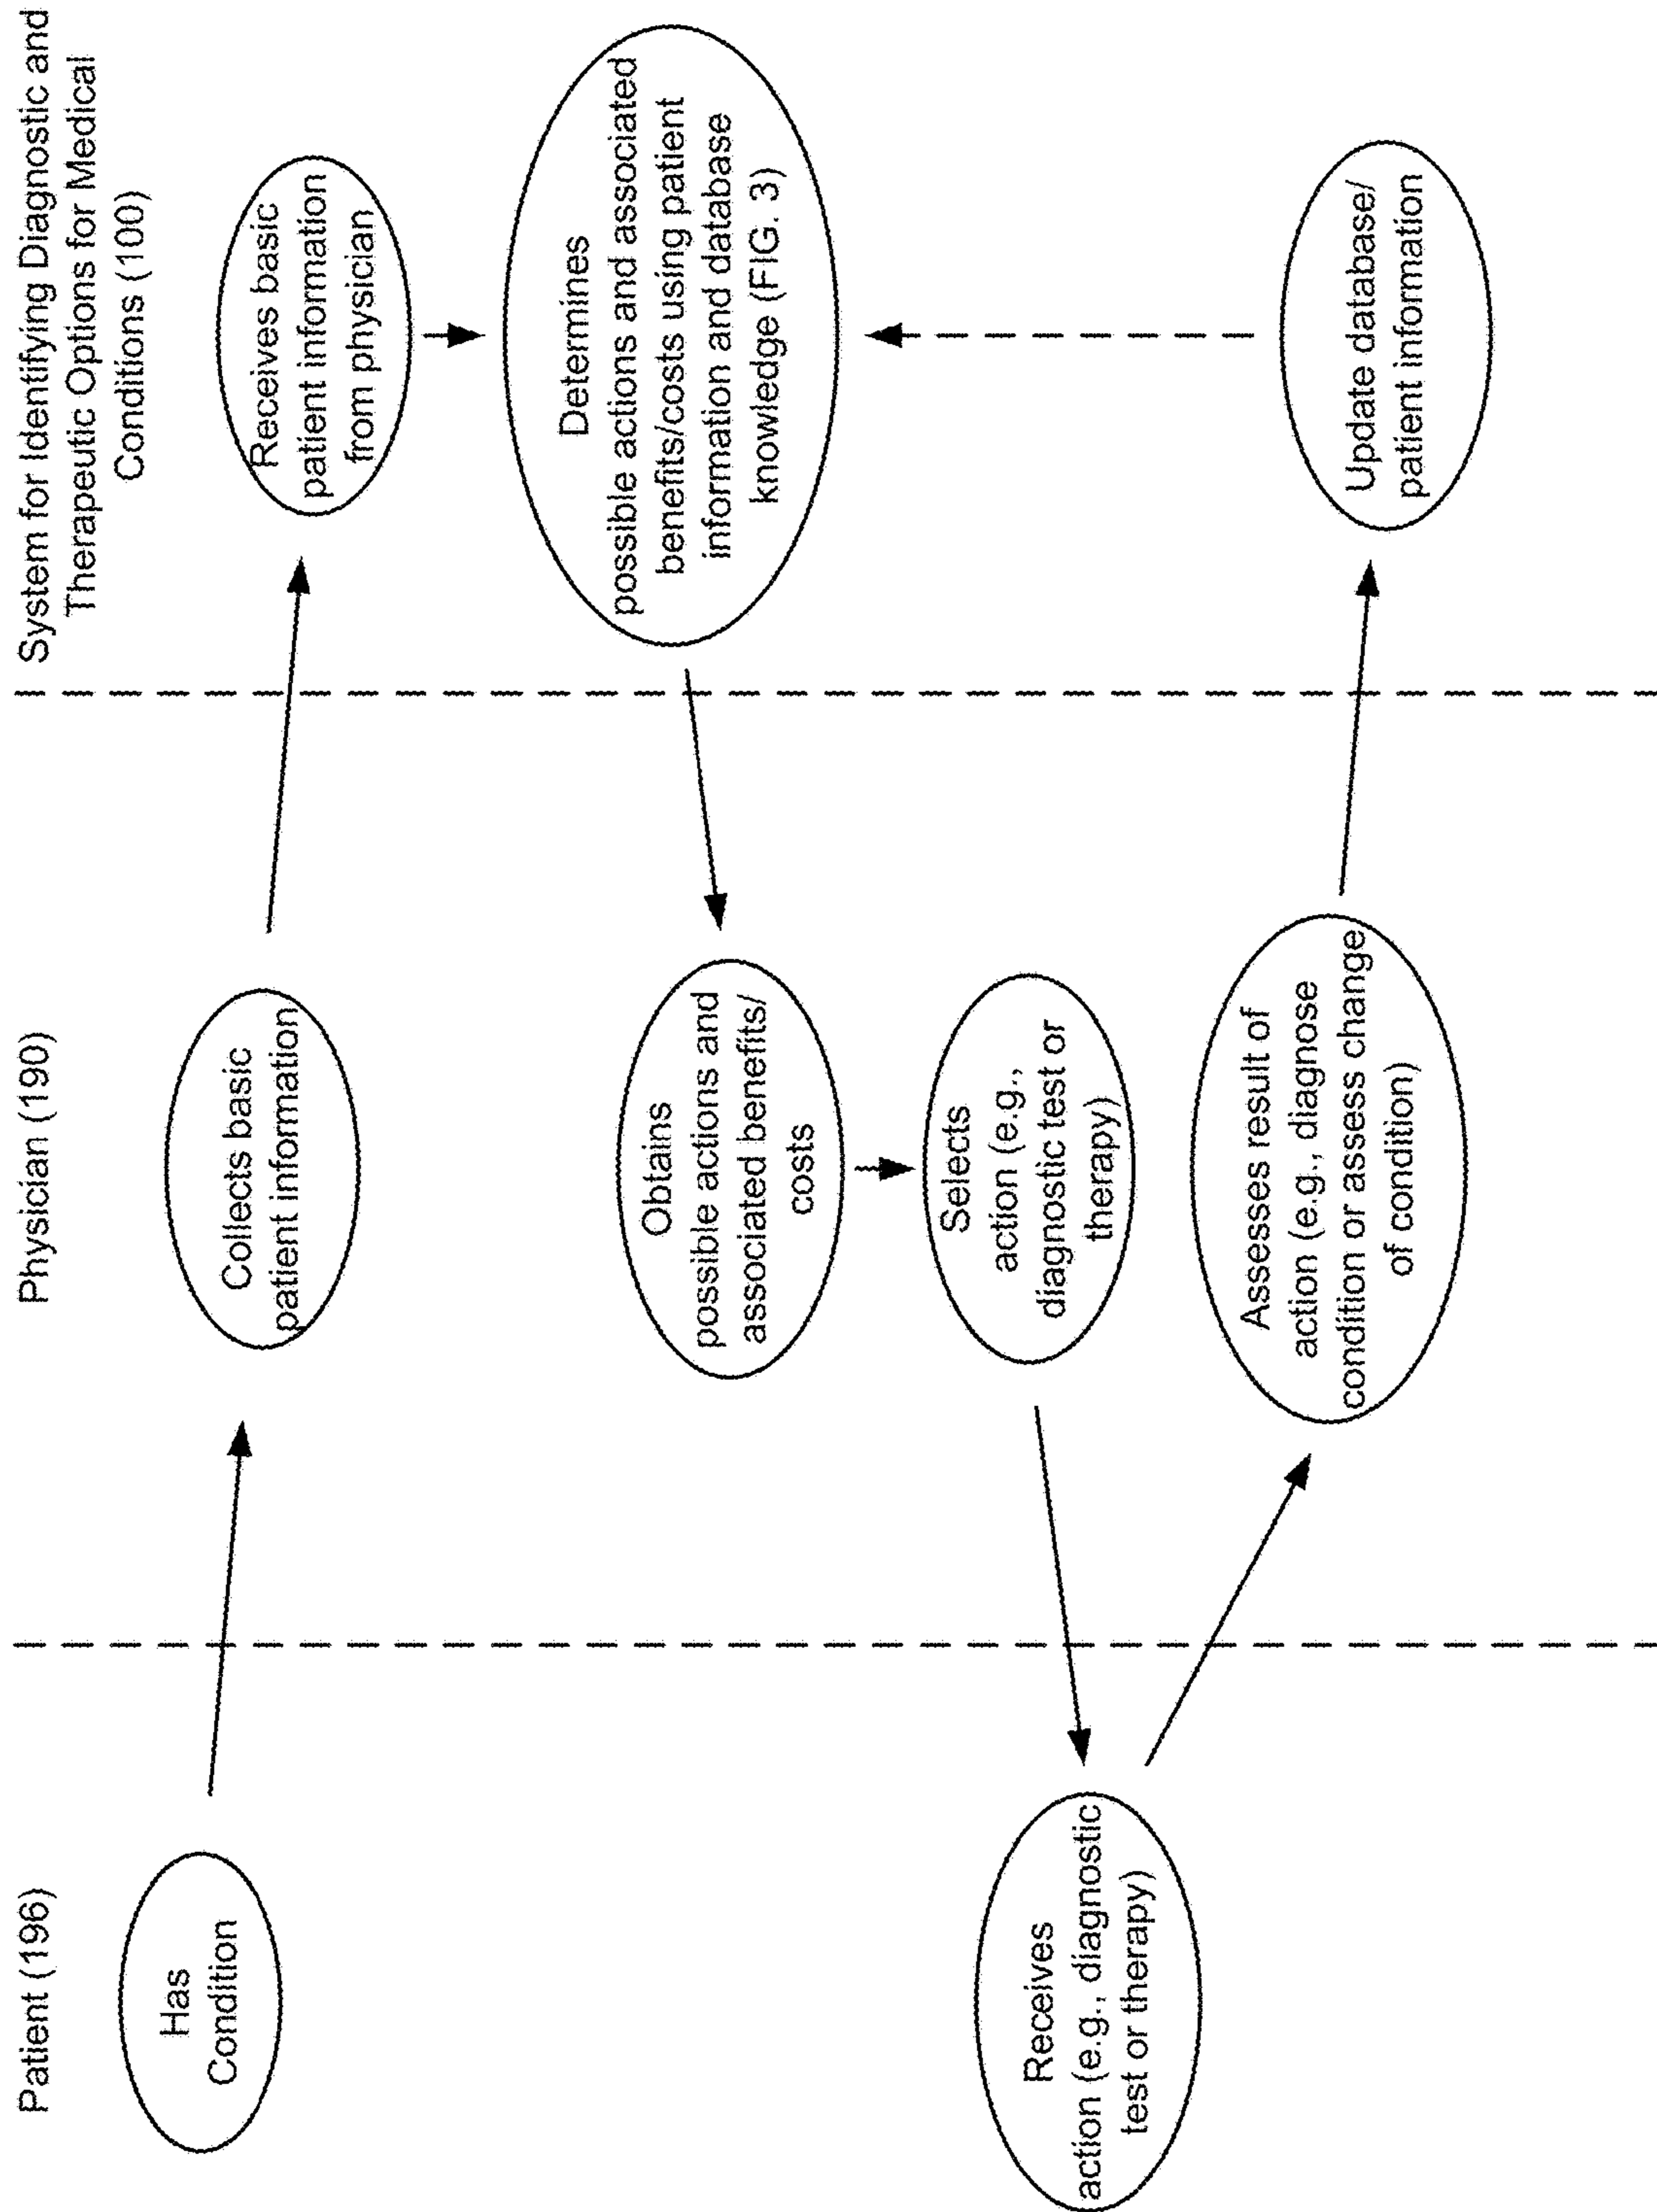 Patient (196)
Physician (190)
System for Identifying Diagnostic and
Therapeutic Options for Medical
Conditions (100)
Has
Condition
Collects basic
patient information
Receives basic
patient information
from physician
Determines
possible actions and associated
benefits/costs using patient
information and database
knowledge (FIG. 3)
Obtains
possible actions and
associated benefits/
costs
Selects
action (e.g.,
diagnostic test or
therapy)
Receives
action (e.g., diagnostic
test or therapy)
Assesses result of
action (e.g., diagnose
condition or assess change
of condition)
Update database/
patient information